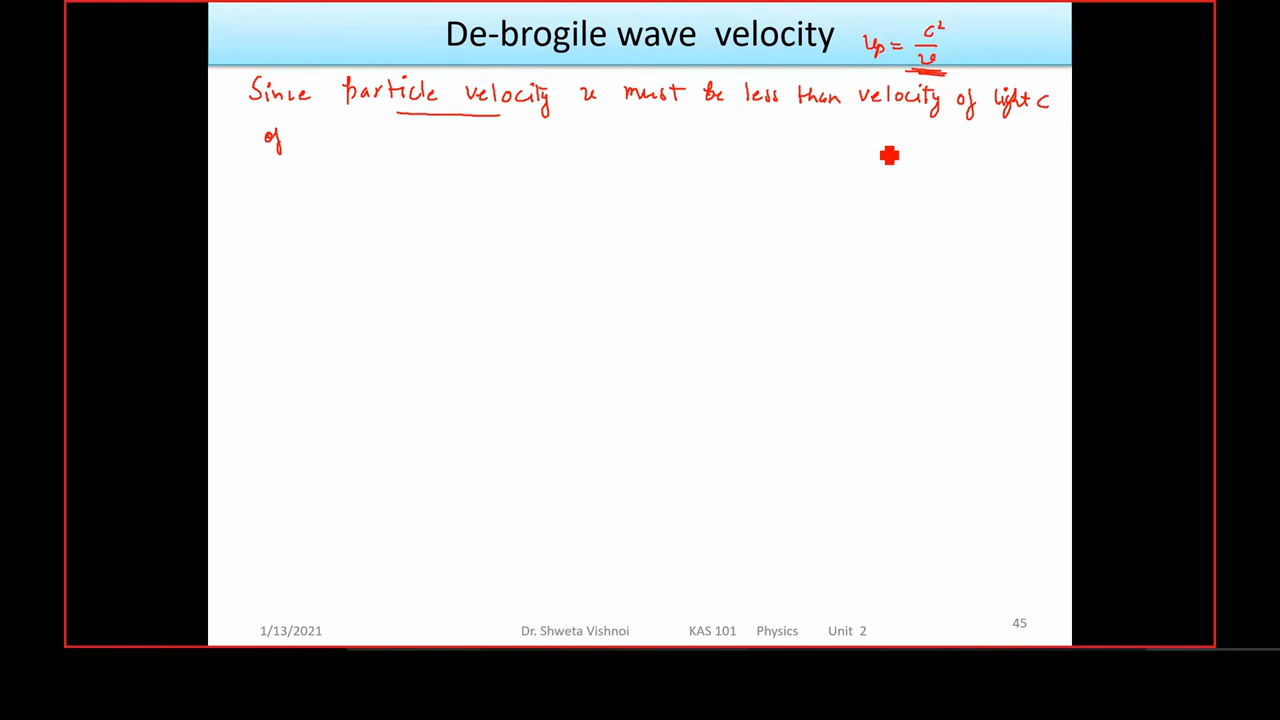 De-brogile wave velocity
υp = c²/υ
Since particle velocity υ must be less than velocity of light c
of
1/13/2021 Dr. Shweta Vishnoi KAS 101 Physics Unit 2 45